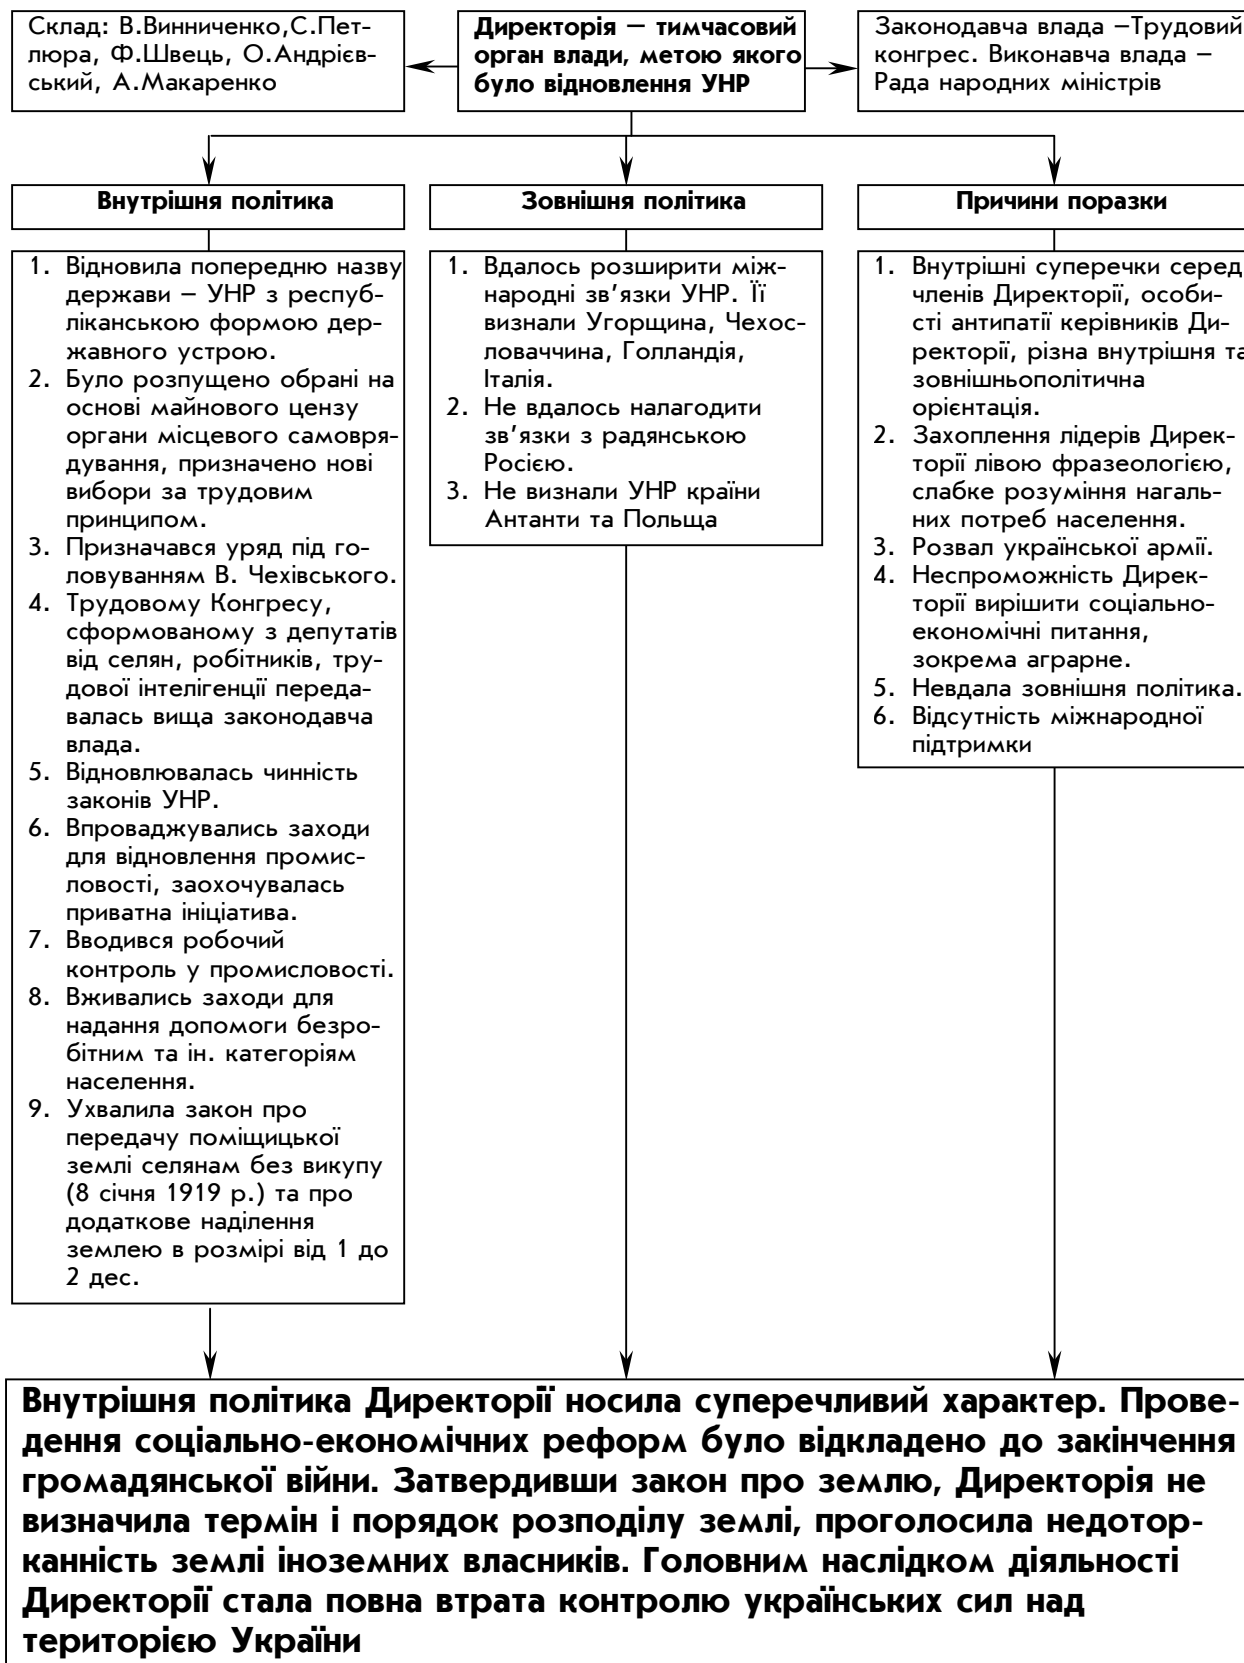 Склад: В.Винниченко,С.Пет-
люра, Ф.Швець, О.Андрієв-
ський, А.Макаренко
Директорія – тимчасовий
орган влади, метою якого
було відновлення УНР
Законодавча влада –Трудовий
конгрес. Виконавча влада –
Рада народних міністрів
Внутрішня політика
1. Відновила попередню назву
держави – УНР з респуб-
ліканською формою дер-
жавного устрою.
2. Було розпущено обрані на
основі майнового цензу
органи місцевого самовря-
дування, призначено нові
вибори за трудовим
принципом.
3. Призначався уряд під го-
ловуванням В. Чехівського.
4. Трудовому Конгресу,
сформованому з депутатів
від селян, робітників, тру-
дової інтелігенції переда-
валась вища законодавча
влада.
5. Відновлювалась чинність
законів УНР.
6. Впроваджувались заходи
для відновлення промис-
ловості, заохочувалась
приватна ініціатива.
7. Вводився робочий
контроль у промисловості.
8. Вживались заходи для
надання допомоги безро-
бітним та ін. категоріям
населення.
9. Ухвалила закон про
передачу поміщицької
землі селянам без викупу
(8 січня 1919 р.) та про
додаткове наділення
землею в розмірі від 1 до
2 дес.
Зовнішня політика
1. Вдалось розширити між-
народні зв’язки УНР. Її
визнали Угорщина, Чехос-
ловаччина, Голландія,
Італія.
2. Не вдалось налагодити
зв’язки з радянською
Росією.
3. Не визнали УНР країни
Антанти та Польща
Причини поразки
1. Внутрішні суперечки серед
членів Директорії, особи-
сті антипатії керівників Ди-
ректорії, різна внутрішня та
зовнішньополітична
орієнтація.
2. Захоплення лідерів Дирек-
торії лівою фразеологією,
слабке розуміння нагаль-
них потреб населення.
3. Розвал української армії.
4. Неспроможність Дирек-
торії вирішити соціально-
економічні питання,
зокрема аграрне.
5. Невдала зовнішня політика.
6. Відсутність міжнародної
підтримки
Внутрішня політика Директорії носила суперечливий характер. Прове-
дення соціально-економічних реформ було відкладено до закінчення
громадянської війни. Затвердивши закон про землю, Директорія не
визначила термін і порядок розподілу землі, проголосила недотор-
канність землі іноземних власників. Головним наслідком діяльності
Директорії стала повна втрата контролю українських сил над
територією України